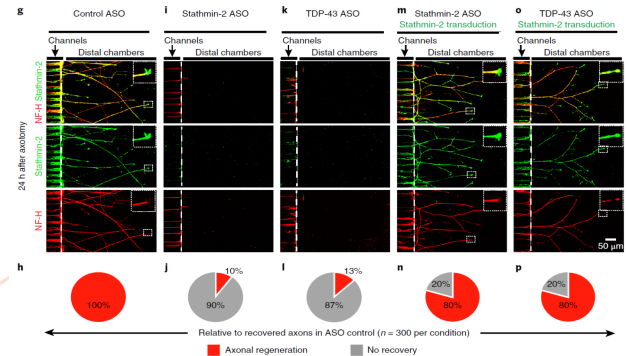 g Control ASO
i Stathmin-2 ASO
k TDP-43 ASO
m Stathmin-2 ASO
Stathmin-2 transduction
o TDP-43 ASO
Stathmin-2 transduction
Channels Distal chambers
Channels Distal chambers
Channels Distal chambers
Channels Distal chambers
Channels Distal chambers
24 h after axotomy
NF-H Stathmin-2
Stathmin-2
NF-H
50 μm
h
100%
j
10%
90%
l
13%
87%
n
20%
80%
p
20%
80%
Relative to recovered axons in ASO control (n = 300 per condition)
Axonal regeneration No recovery